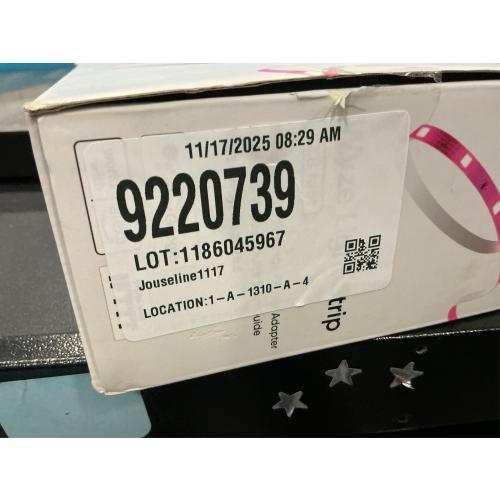 11/17/2025 08:29 AM
9220739
LOT:1186045967
Jouseline1117
LOCATION:1-A-1310-A-4
trip
Adapter
uide